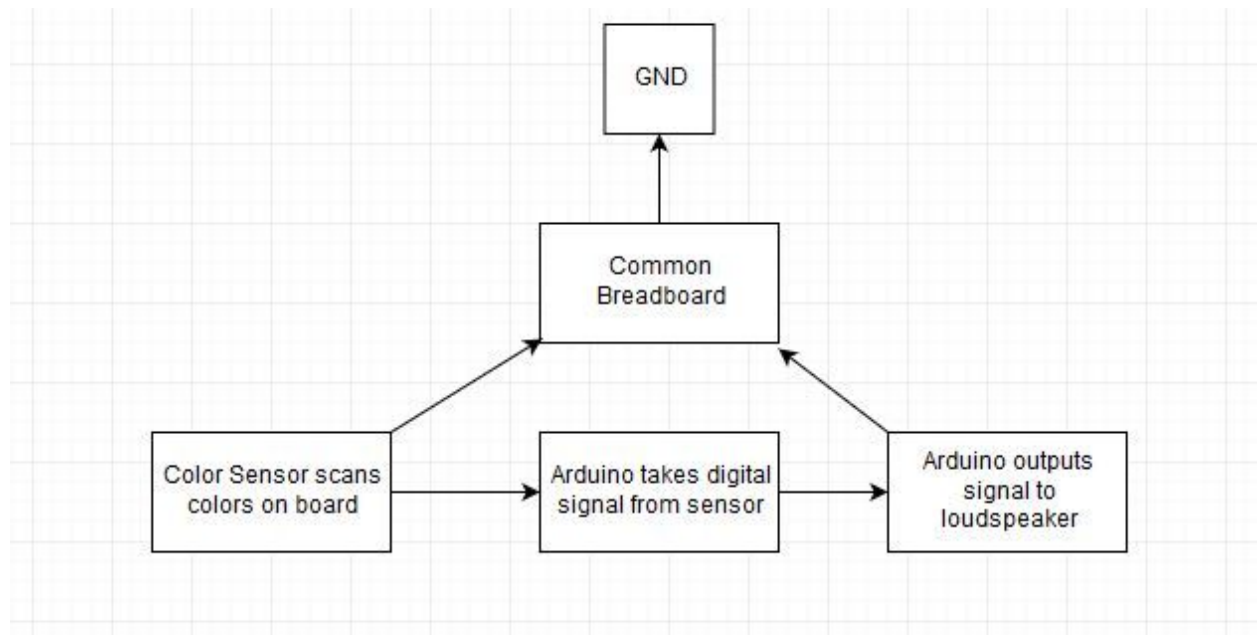 GND
Common
Breadboard
Color Sensor scans
colors on board
Arduino takes digital
signal from sensor
Arduino outputs
signal to
loudspeaker